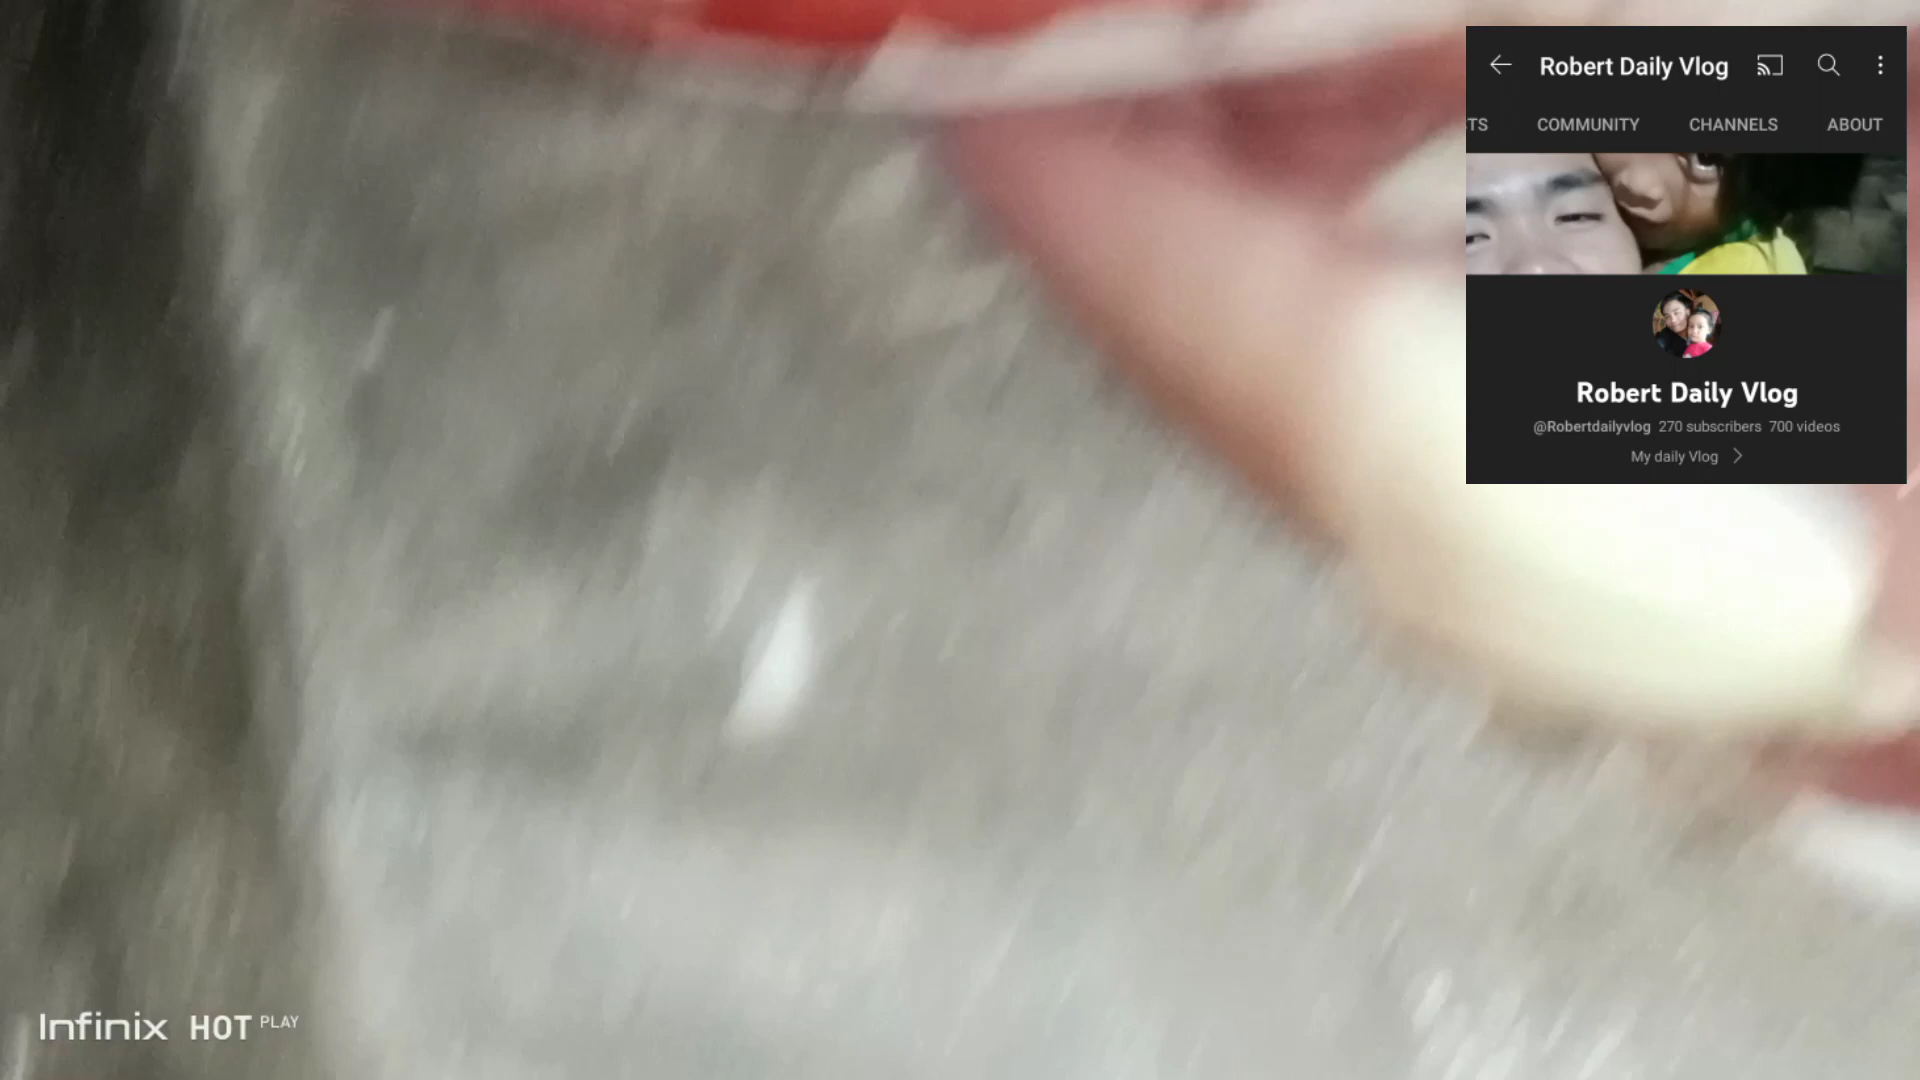 Robert Daily Vlog
TS COMMUNITY CHANNELS ABOUT
Robert Daily Vlog
@Robertdailyvlog 270 subscribers 700 videos
My daily Vlog
Infinix HOT PLAY